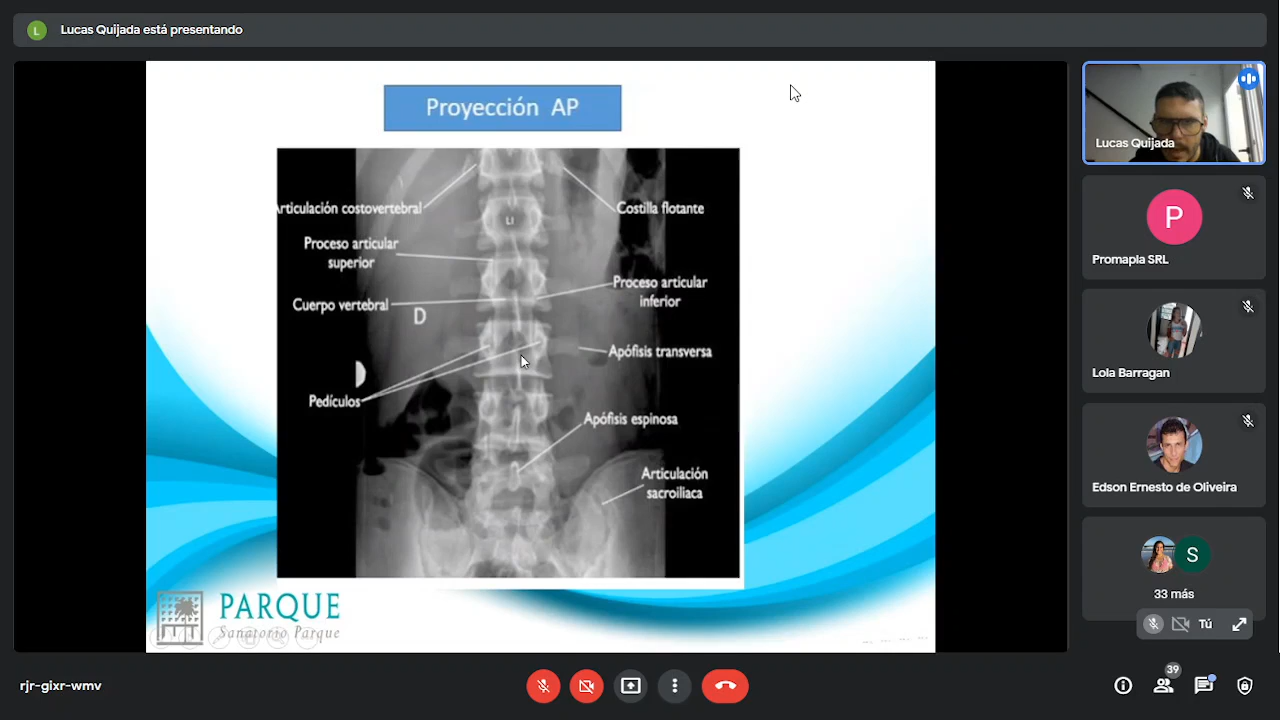 L
Lucas Quijada está presentando
Proyección AP
rticulación costovertebral
Costilla flotante
LI
Proceso articular
superior
Proceso articular
inferior
Cuerpo vertebral
D
Apófisis transversa
Pedículos
Apófisis espinosa
Articulación
sacroilíaca
PARQUE
Sanatorio Parque
Lucas Quijada
P
Promapla SRL
Lola Barragan
Edson Ernesto de Oliveira
S
33 más
Tú
rjr-gixr-wmv
39